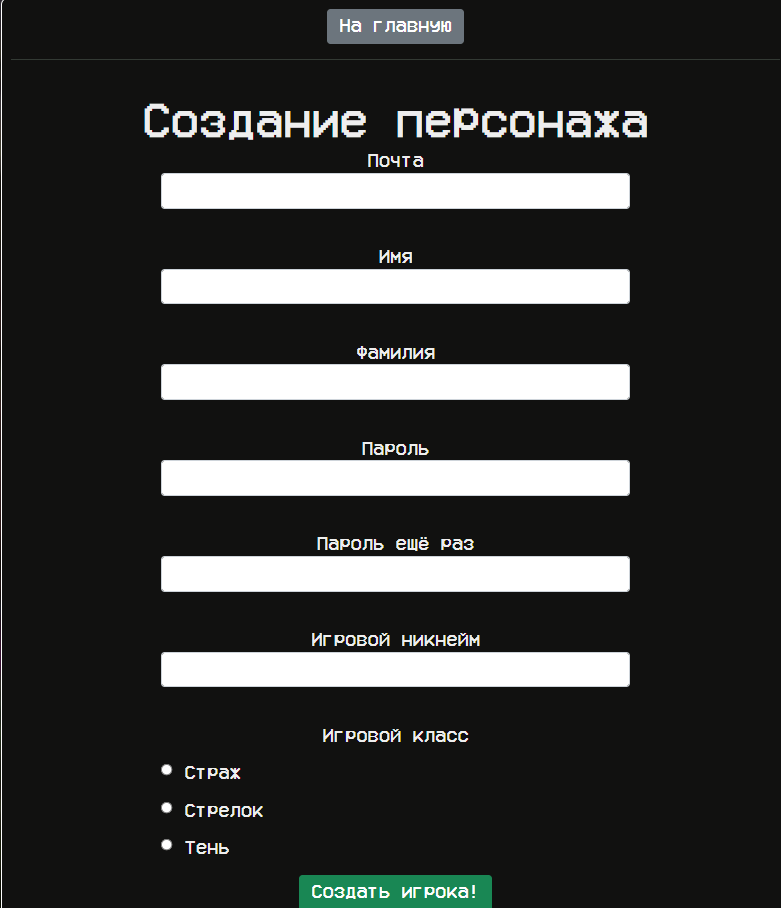 На главную
Создание персонажа
Почта
Имя
Фамилия
Пароль
Пароль ещё раз
Игровой никнейм
Игровой класс
Страж
Стрелок
Тень
Создать игрока!